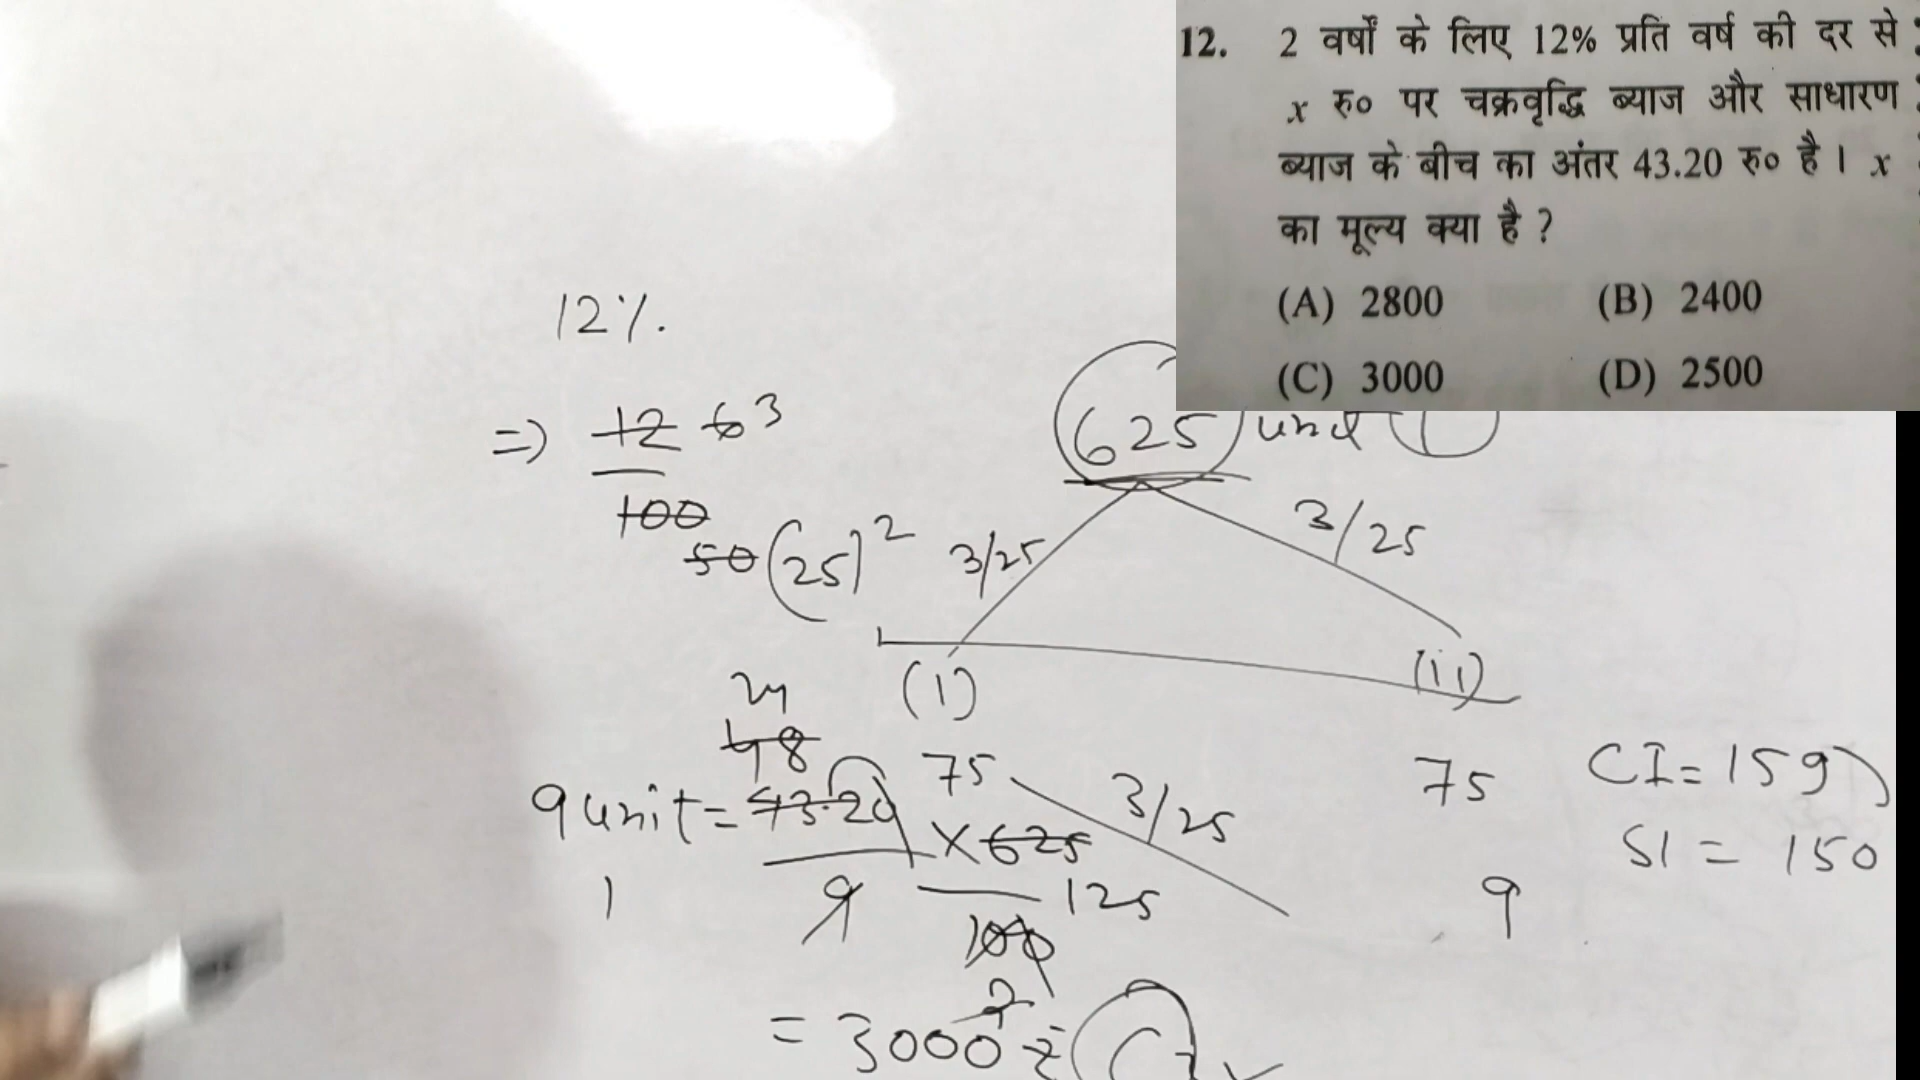 12. 2 वर्षों के लिए 12% प्रति वर्ष की दर से
x रु० पर चक्रवृद्धि ब्याज और साधारण
ब्याज के बीच का अंतर 43.20 रु० है । x
का मूल्य क्या है ?
(A) 2800 (B) 2400
(C) 3000 (D) 2500
12%.
=) 12 6 3
100
50 (25)²
625 unit
3/25 3/25
(i) (ii)
24
48
75 3/25 75
9 unit = 43.20 × 625
1 9 100 125
2
9
CI = 159
SI = 150
= 3000